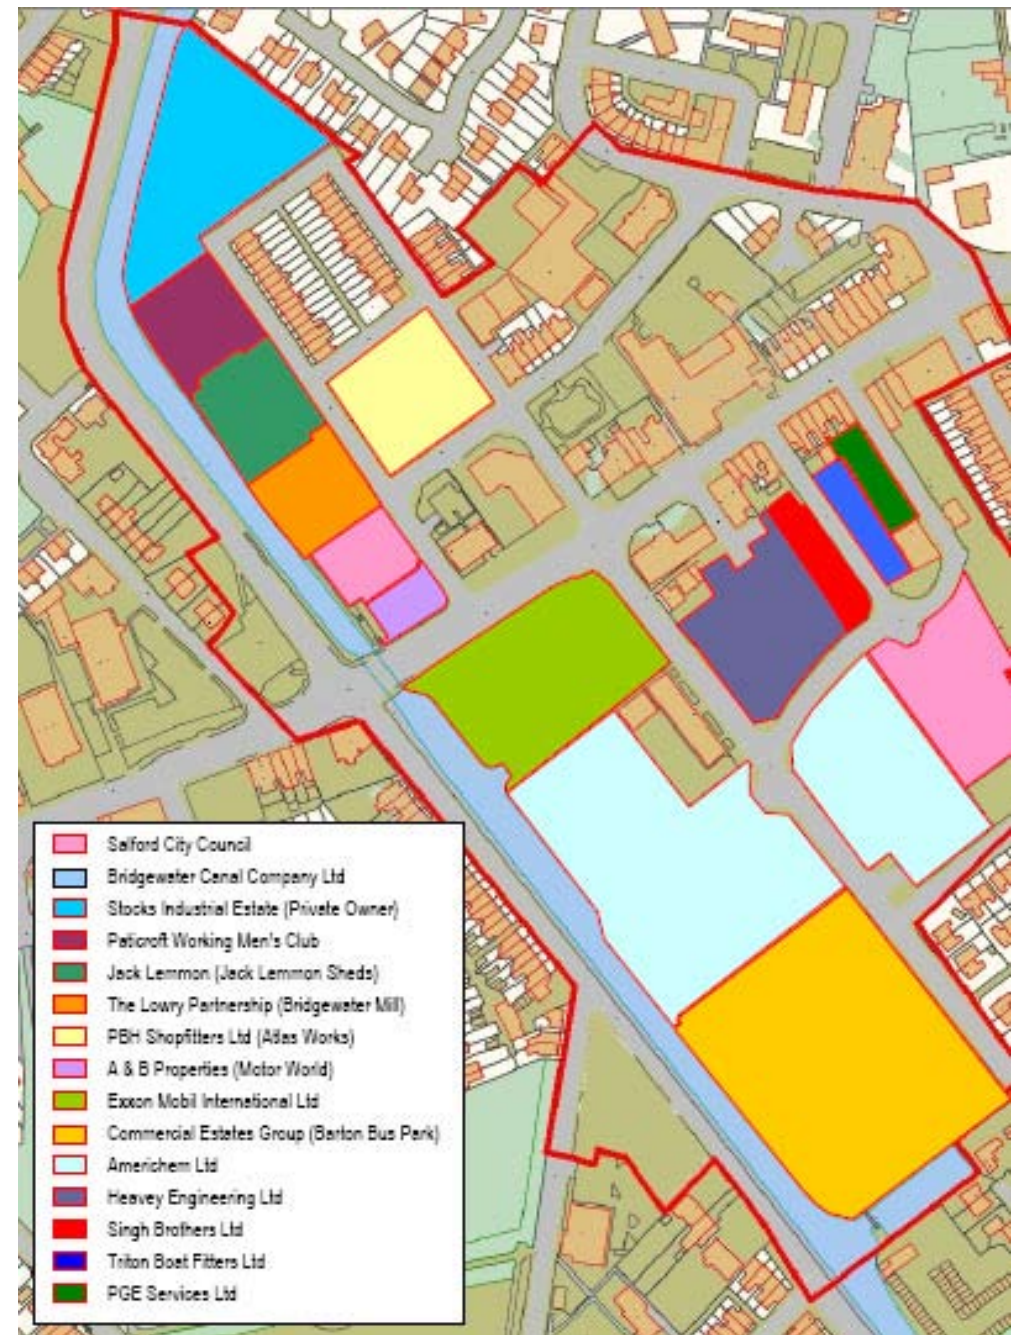 Salford City Council
Bridgewater Canal Company Ltd
Stocks Industrial Estate (Private Owner)
Paticroft Working Men's Club
Jack Lemmon (Jack Lemmon Sheds)
The Lowry Partnership (Bridgewater Mill)
PBH Shopfitters Ltd (Atlas Works)
A & B Properties (Motor World)
Exxon Mobil International Ltd
Commercial Estates Group (Barton Bus Park)
Americhem Ltd
Heavey Engineering Ltd
Singh Brothers Ltd
Triton Boat Fitters Ltd
PGE Services Ltd